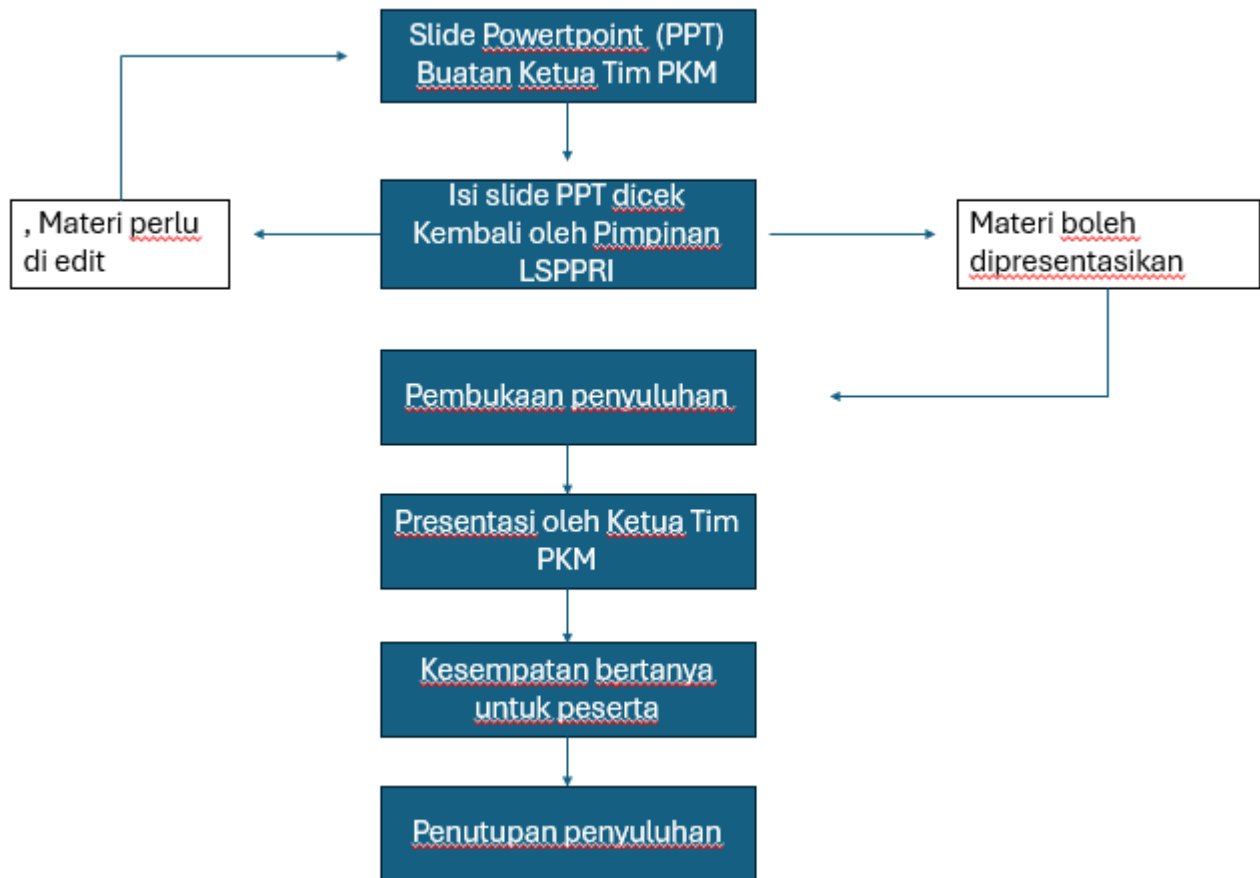 Slide Powertpoint (PPT)
Buatan Ketua Tim PKM
Isi slide PPT dicek
Kembali oleh Pimpinan
LSPPRI
, Materi perlu
di edit
Materi boleh
dipresentasikan
Pembukaan penyuluhan
Presentasi oleh Ketua Tim
PKM
Kesempatan bertanya
untuk peserta
Penutupan penyuluhan